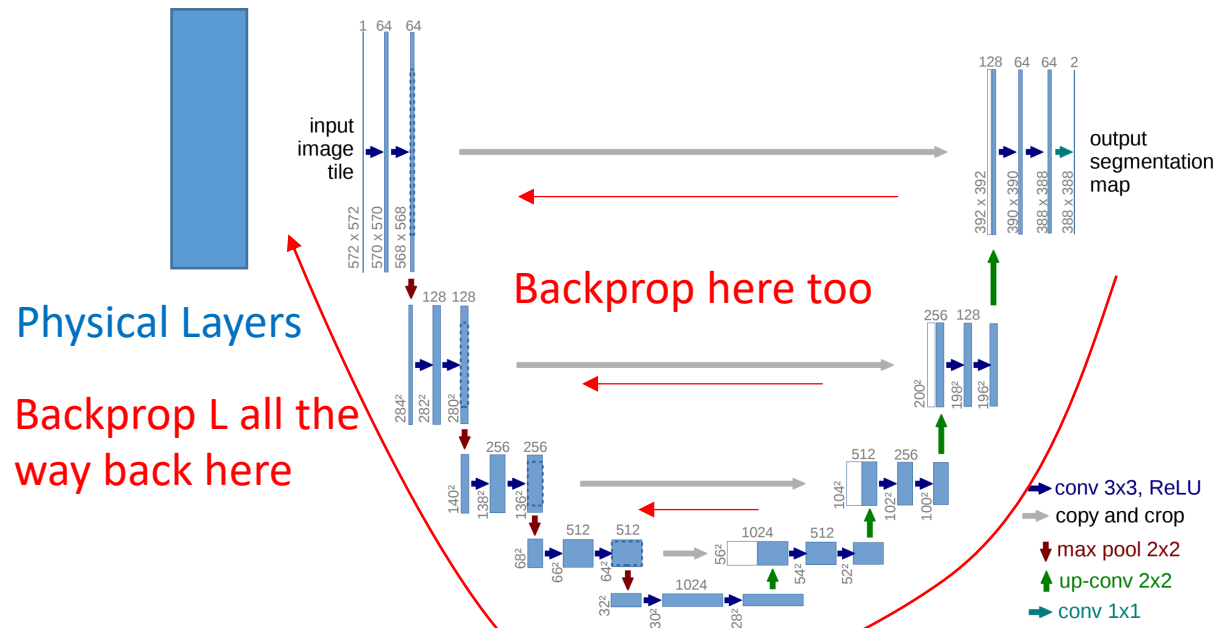 1 64 64
128 64 64 2
input
image
tile
output
segmentation
map
572 x 572
570 x 570
568 x 568
392 x 392
390 x 390
388 x 388
388 x 388
Backprop here too
Physical Layers
128 128
256 128
284²
282²
280²
200²
198²
196²
Backprop L all the
way back here
256 256
512 256
140²
138²
136²
104²
102²
100²
512 512
1024 512
68²
66²
64²
56²
54²
52²
1024
32²
30²
28²
conv 3x3, ReLU
copy and crop
max pool 2x2
up-conv 2x2
conv 1x1